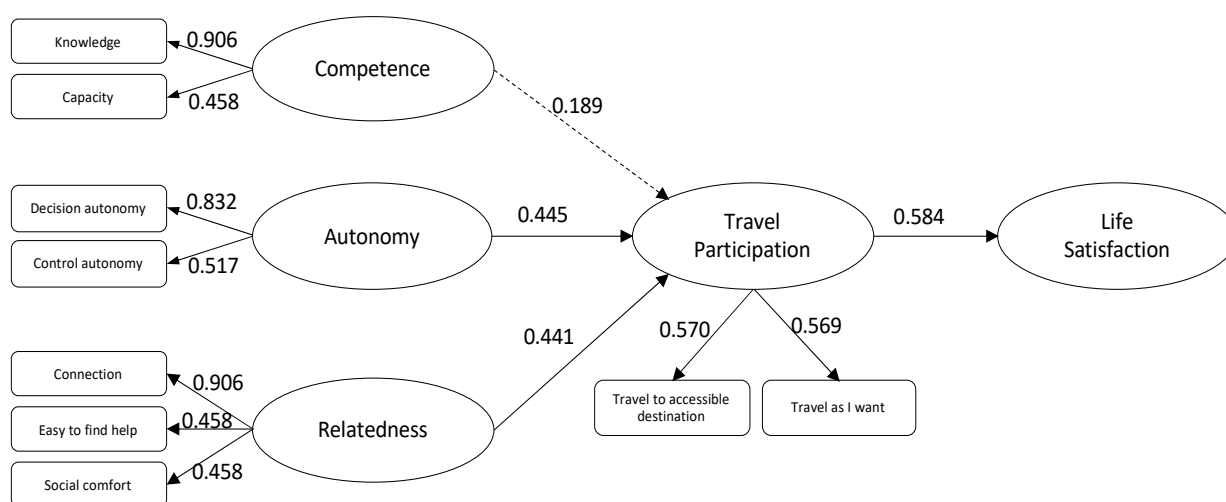 Knowledge
0.906
Competence
Capacity
0.458
0.189
Decision autonomy
0.832
Autonomy
0.445
Travel
Participation
0.584
Life
Satisfaction
Control autonomy
0.517
0.441
0.570
0.569
Connection
0.906
Travel to accessible
destination
Travel as I want
Easy to find help
0.458
Relatedness
Social comfort
0.458